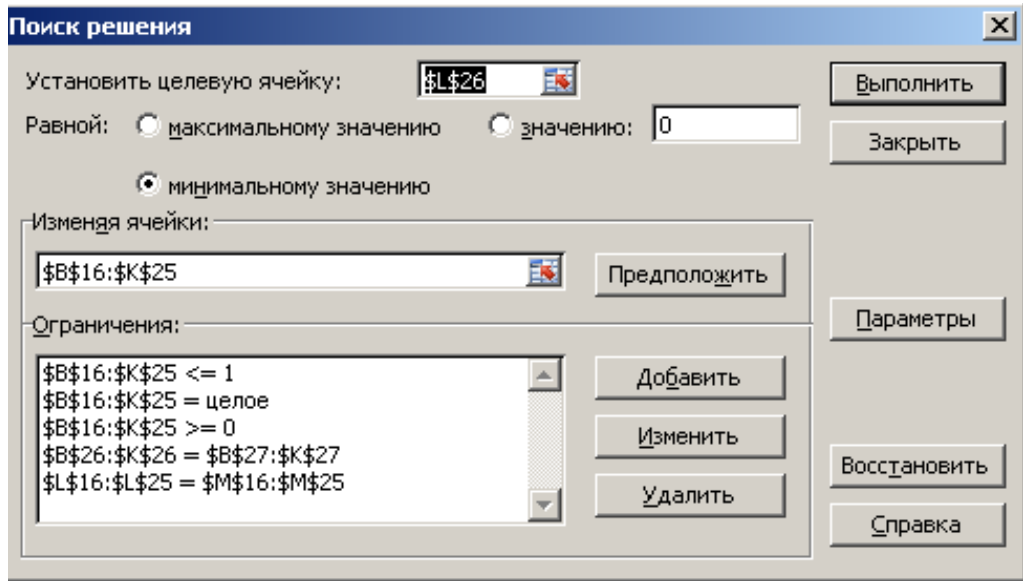 Поиск решения
Установить целевую ячейку: $L$26 Выполнить
Равной: максимальному значению значению: 0 Закрыть
минимальному значению
Изменяя ячейки:
$B$16:$K$25 Предположить
Ограничения: Параметры
$B$16:$K$25 <= 1 Добавить
$B$16:$K$25 = целое
$B$16:$K$25 >= 0 Изменить
$B$26:$K$26 = $B$27:$K$27 Восстановить
$L$16:$L$25 = $M$16:$M$25 Удалить
Справка